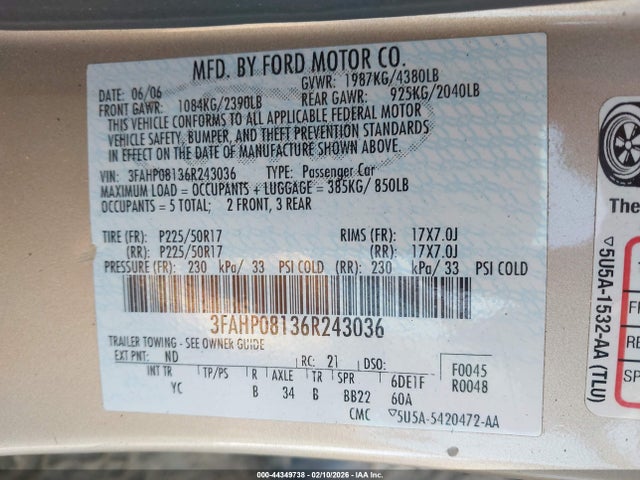 MFD. BY FORD MOTOR CO.
DATE: 06/06 GVWR: 1987KG/4380LB
FRONT GAWR: 1084KG/2390LB REAR GAWR: 925KG/2040LB
THIS VEHICLE CONFORMS TO ALL APPLICABLE FEDERAL MOTOR
VEHICLE SAFETY, BUMPER, AND THEFT PREVENTION STANDARDS
IN EFFECT ON THE DATE OF MANUFACTURE SHOWN ABOVE.
VIN: 3FAHP08136R243036 TYPE: Passenger Car
MAXIMUM LOAD = OCCUPANTS + LUGGAGE = 385KG/ 850LB
OCCUPANTS = 5 TOTAL: 2 FRONT, 3 REAR
TIRE (FR): P225/50R17 RIMS (FR): 17X7.0J
(RR): P225/50R17 (RR): 17X7.0J
PRESSURE (FR): 230 kPa/ 33 PSI COLD (RR): 230 kPa/ 33 PSI COLD
3FAHP08136R243036
TRAILER TOWING - SEE OWNER GUIDE
EXT PNT: ND RC: 21 DSO: F0045
INT TR TP/PS R AXLE TR SPR 6DE1F R0048
YC B 34 B BB22 60A
CMC 5U5A-5420472-AA
The
5U5A-1532-AA (TLU)
FR
RE
SP
000-44349738 - 02/10/2026 - COPYRIGHT IAA